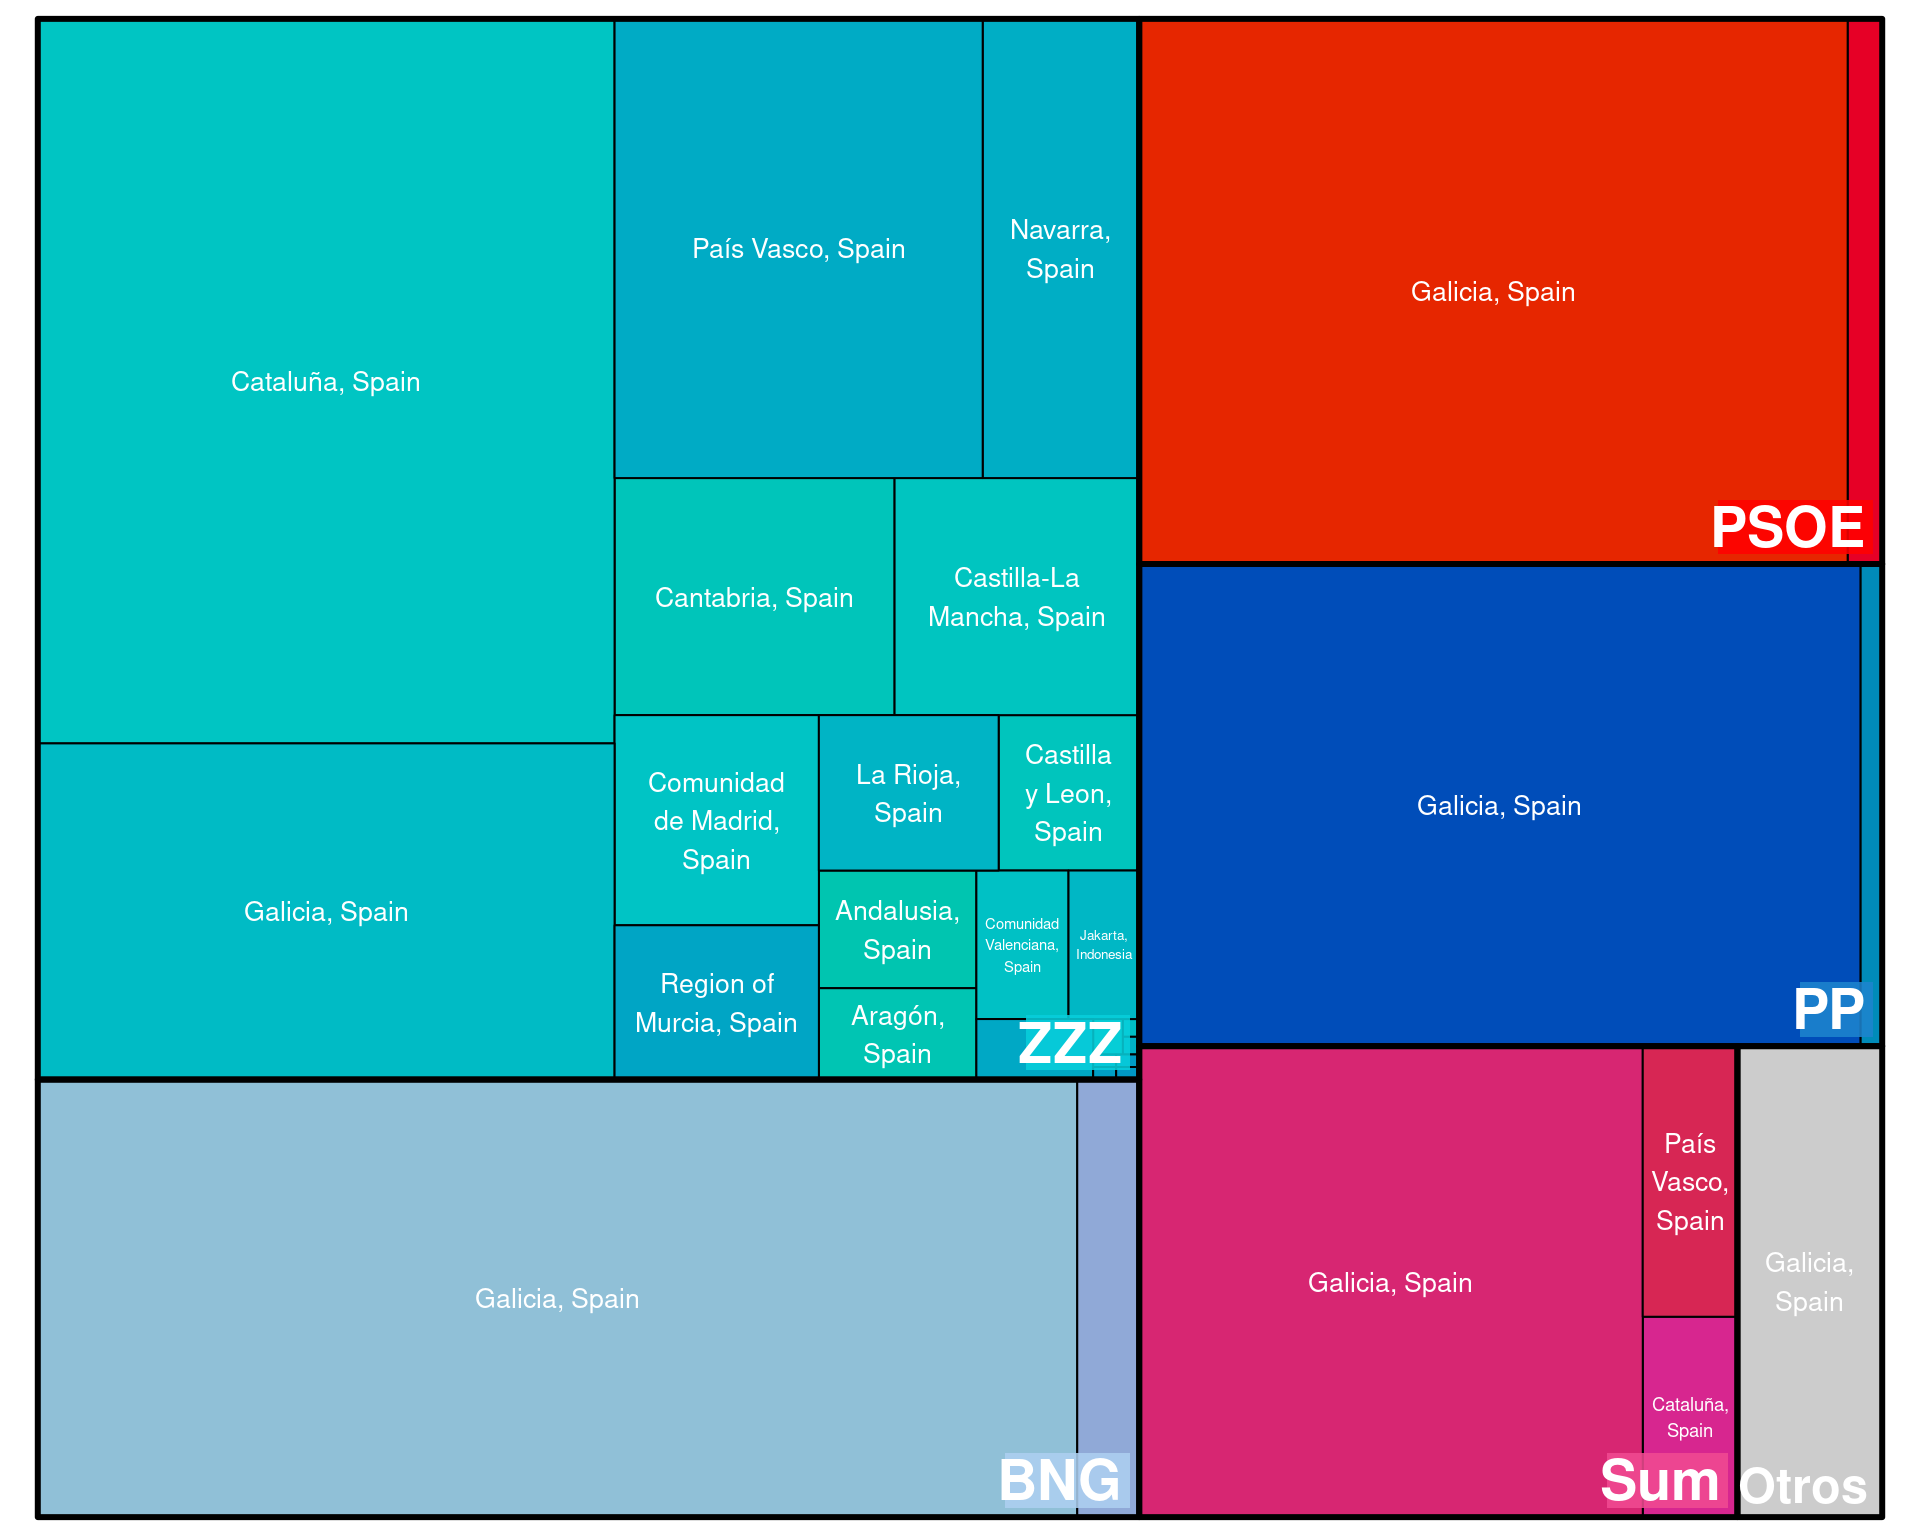 Cataluña, Spain
País Vasco, Spain
Navarra,
Spain
Cantabria, Spain
Castilla-La
Mancha, Spain
Galicia, Spain
Comunidad
de Madrid,
Spain
La Rioja,
Spain
Castilla
y Leon,
Spain
Region of
Murcia, Spain
Andalusia,
Spain
Aragón,
Spain
Comunidad
Valenciana,
Spain
Jakarta,
Indonesia
ZZZ
Galicia, Spain
BNG
Galicia, Spain
PSOE
Galicia, Spain
PP
Galicia, Spain
País
Vasco,
Spain
Cataluña,
Spain
Sum
Galicia,
Spain
Otros